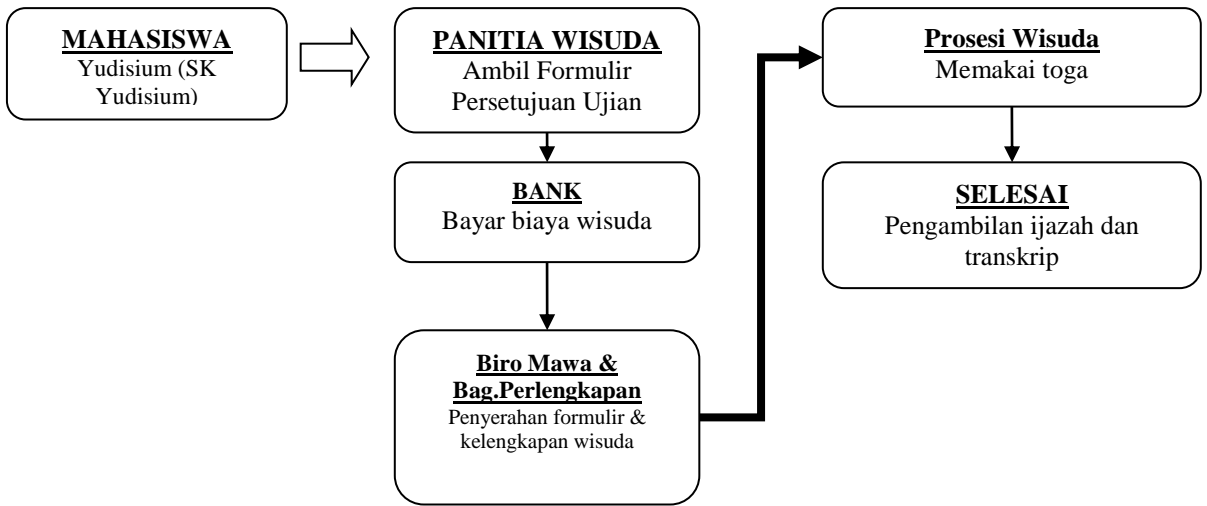 MAHASISWA
Yudisium (SK
Yudisium)
PANITIA WISUDA
Ambil Formulir
Persetujuan Ujian
BANK
Bayar biaya wisuda
Biro Mawa &
Bag.Perlengkapan
Penyerahan formulir &
kelengkapan wisuda
Prosesi Wisuda
Memakai toga
SELESAI
Pengambilan ijazah dan
transkrip